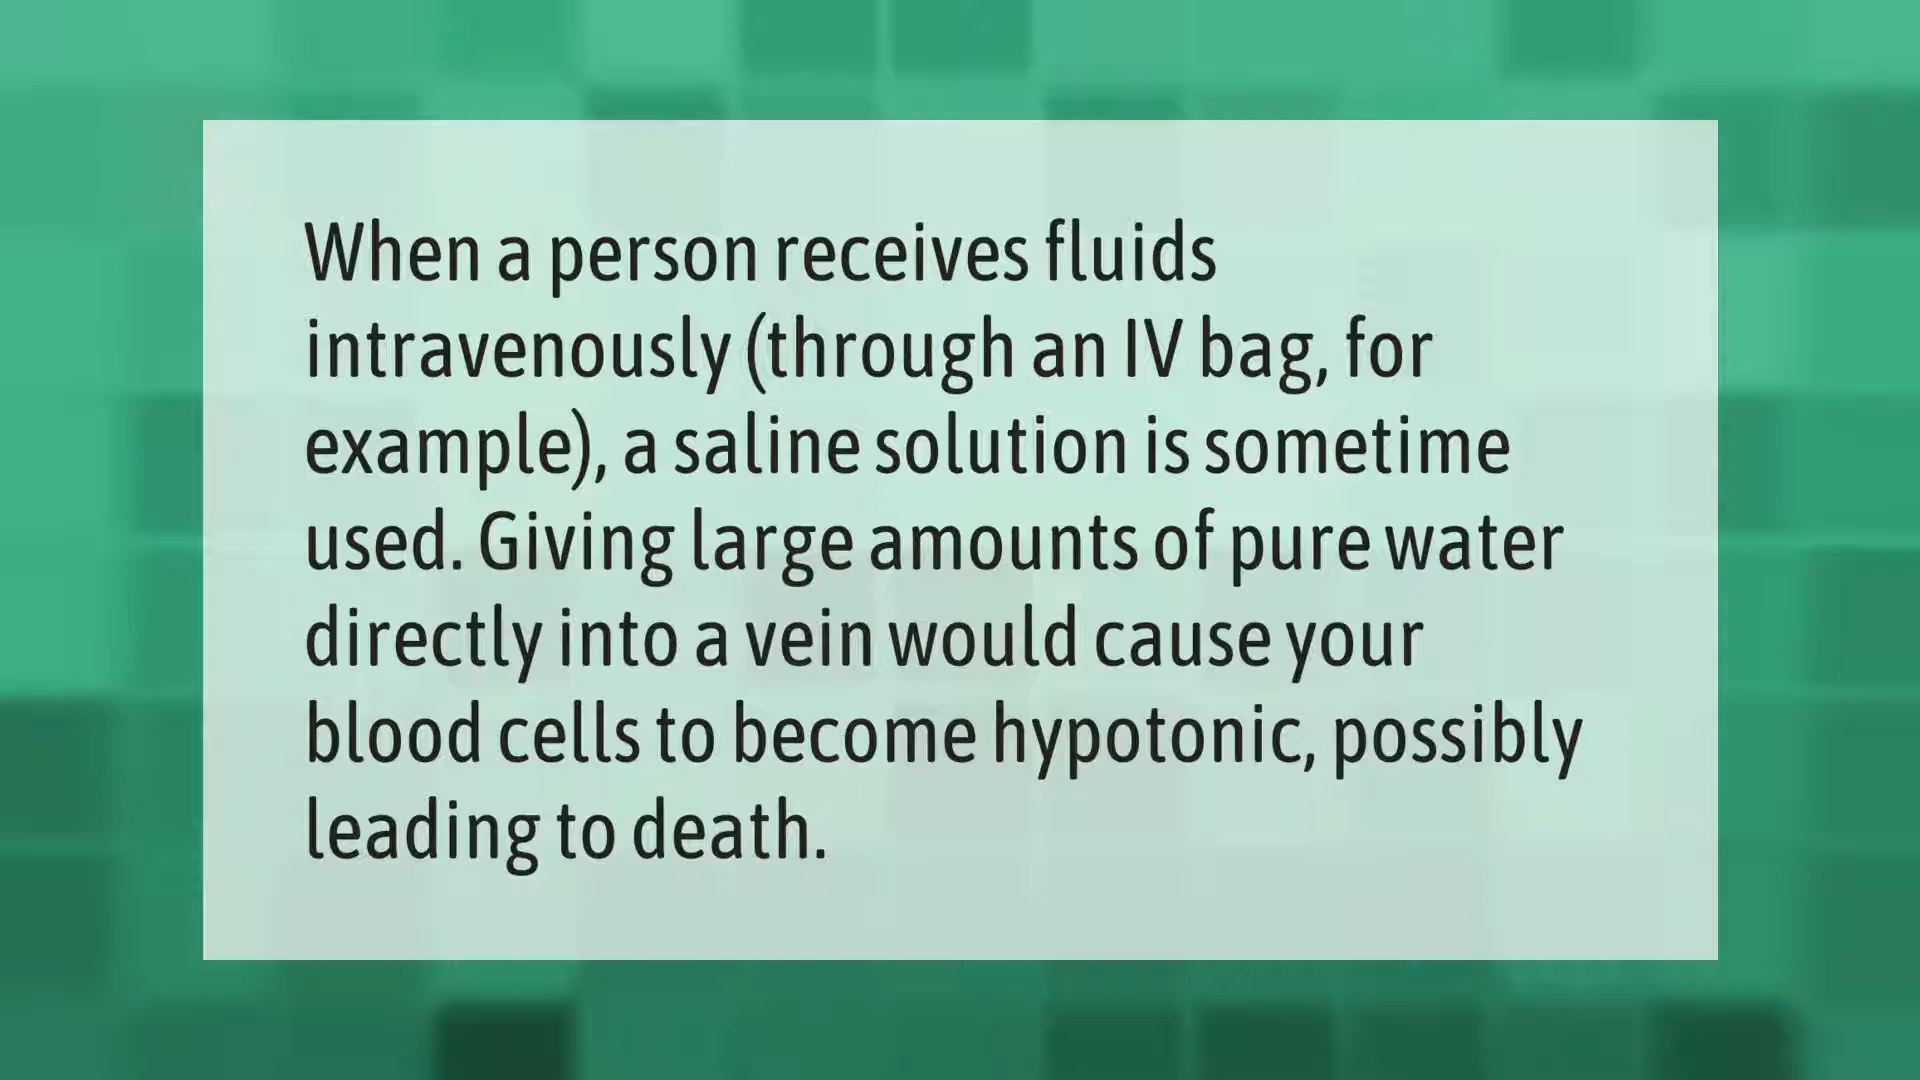 When a person receives fluids
intravenously (through an IV bag, for
example), a saline solution is sometime
used. Giving large amounts of pure water
directly into a vein would cause your
blood cells to become hypotonic, possibly
leading to death.